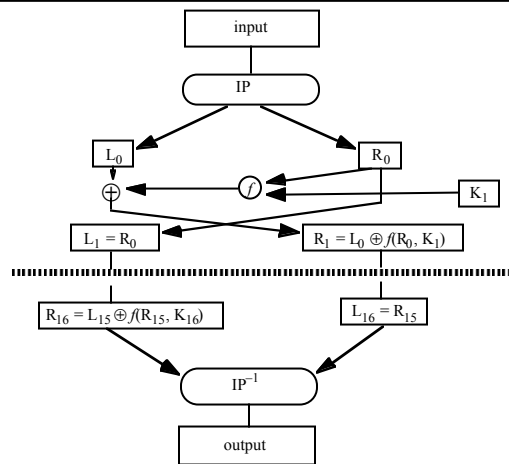 input
IP
L₀
R₀
⊕
f
K₁
L₁ = R₀
R₁ = L₀ ⊕ f(R₀, K₁)
R₁₆ = L₁₅ ⊕ f(R₁₅, K₁₆)
L₁₆ = R₁₅
IP⁻¹
output